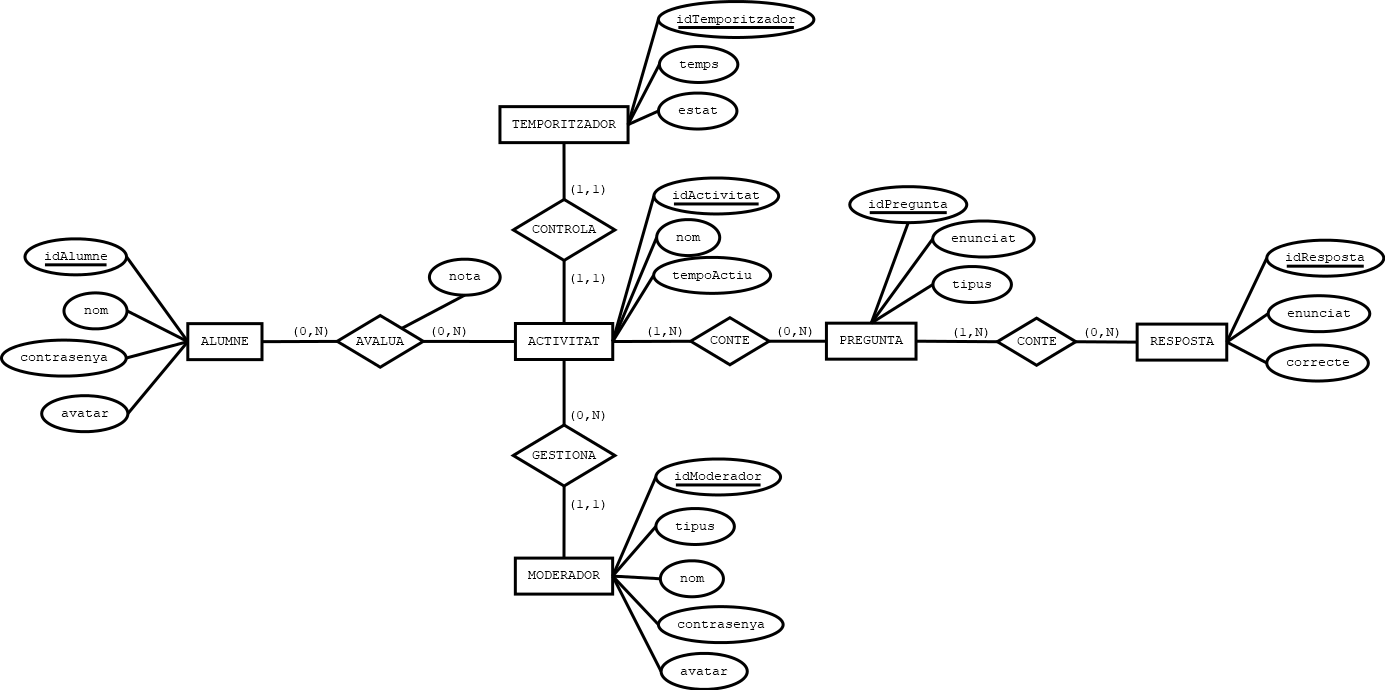 idTemporitzador
temps
estat
TEMPORITZADOR
(1,1)
CONTROLA
(1,1)
idActivitat
nom
tempoActiu
idPregunta
enunciat
tipus
idAlumne
nom
contrasenya
avatar
nota
idResposta
enunciat
correcte
ALUMNE
(0,N)
AVALUA
(0,N)
ACTIVITAT
(1,N)
CONTE
(0,N)
PREGUNTA
(1,N)
CONTE
(0,N)
RESPOSTA
(0,N)
GESTIONA
(1,1)
MODERADOR
idModerador
tipus
nom
contrasenya
avatar